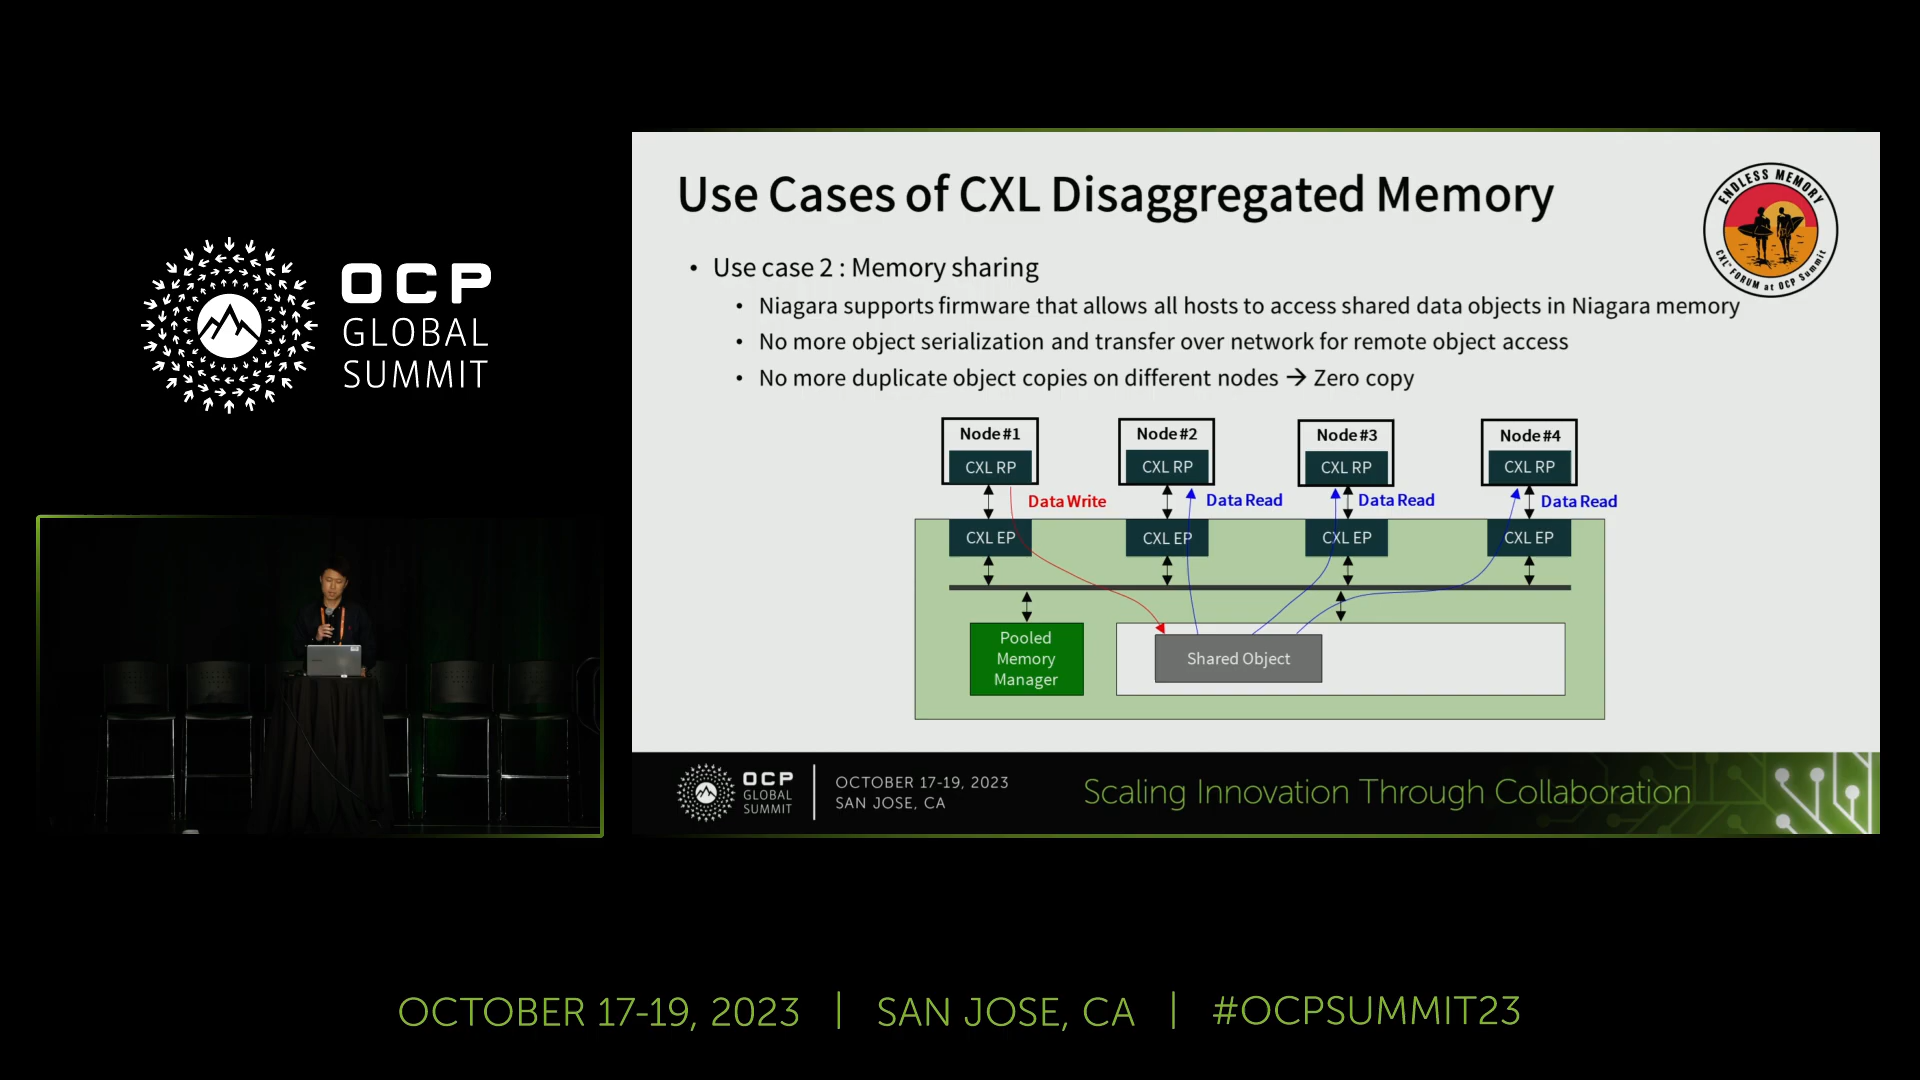 OCP
GLOBAL
SUMMIT
Use Cases of CXL Disaggregated Memory
ENDLESS MEMORY
CXL™ FORUM at OCP Summit
• Use case 2 : Memory sharing
• Niagara supports firmware that allows all hosts to access shared data objects in Niagara memory
• No more object serialization and transfer over network for remote object access
• No more duplicate object copies on different nodes → Zero copy
Node #1
Node #2
Node #3
Node #4
CXL RP
CXL RP
CXL RP
CXL RP
Data Write
Data Read
Data Read
Data Read
CXL EP
CXL EP
CXL EP
CXL EP
Pooled
Memory
Manager
Shared Object
OCP
GLOBAL
SUMMIT
OCTOBER 17-19, 2023
SAN JOSE, CA
Scaling Innovation Through Collaboration
OCTOBER 17-19, 2023 | SAN JOSE, CA | #OCPSUMMIT23